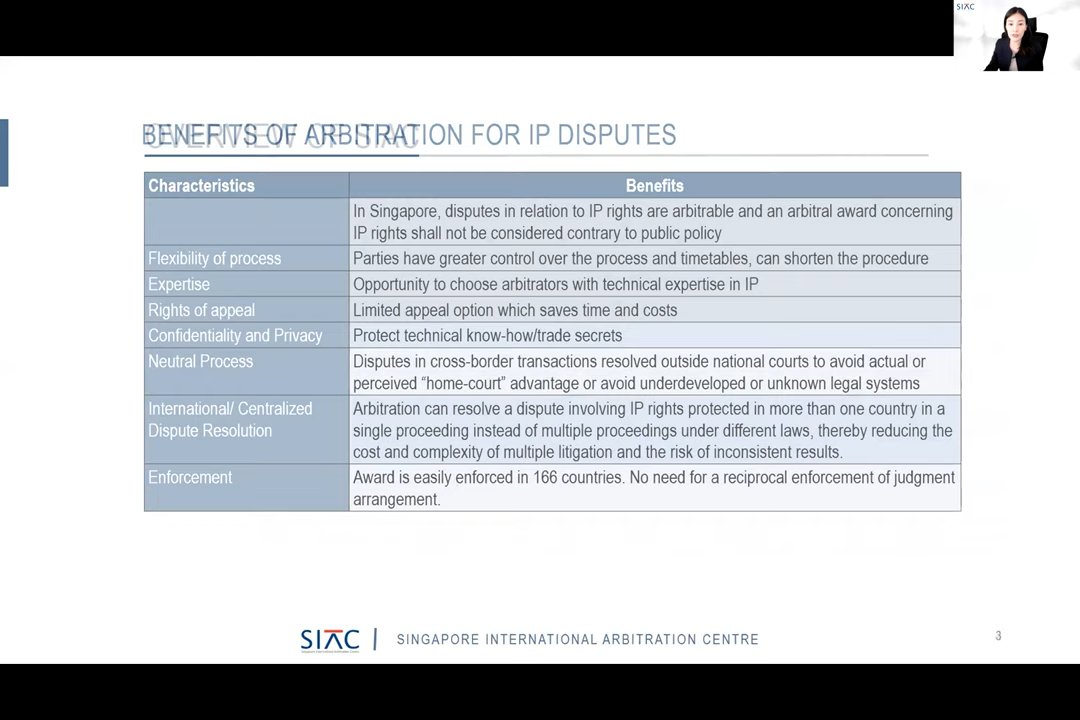 SIAC
BENEFITS OF ARBITRATION FOR IP DISPUTES
OVERVIEW OF SIAC
Characteristics
Benefits
In Singapore, disputes in relation to IP rights are arbitrable and an arbitral award concerning
IP rights shall not be considered contrary to public policy
Flexibility of process
Parties have greater control over the process and timetables, can shorten the procedure
Expertise
Opportunity to choose arbitrators with technical expertise in IP
Rights of appeal
Limited appeal option which saves time and costs
Confidentiality and Privacy
Protect technical know-how/trade secrets
Neutral Process
Disputes in cross-border transactions resolved outside national courts to avoid actual or
perceived “home-court” advantage or avoid underdeveloped or unknown legal systems
International/ Centralized
Dispute Resolution
Arbitration can resolve a dispute involving IP rights protected in more than one country in a
single proceeding instead of multiple proceedings under different laws, thereby reducing the
cost and complexity of multiple litigation and the risk of inconsistent results.
Enforcement
Award is easily enforced in 166 countries. No need for a reciprocal enforcement of judgment
arrangement.
SIAC
SINGAPORE INTERNATIONAL ARBITRATION CENTRE
3